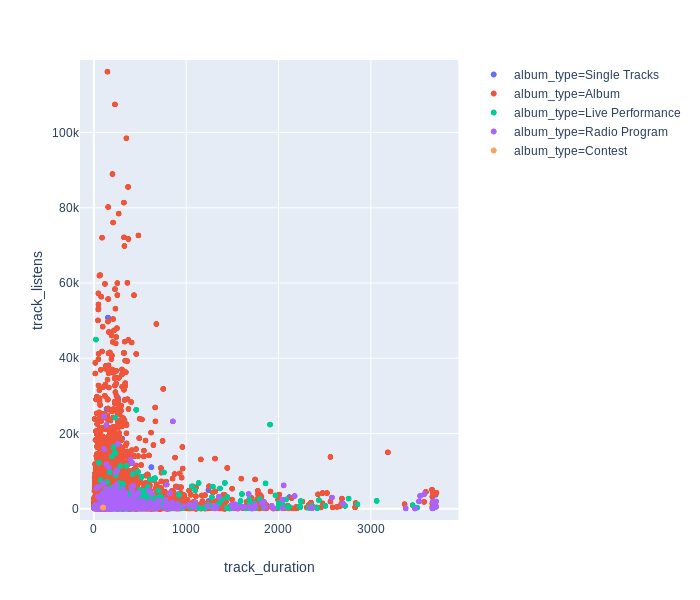 track_listens
100k
80k
60k
40k
20k
0
0
1000
2000
3000
track_duration
album_type=Single Tracks
album_type=Album
album_type=Live Performance
album_type=Radio Program
album_type=Contest